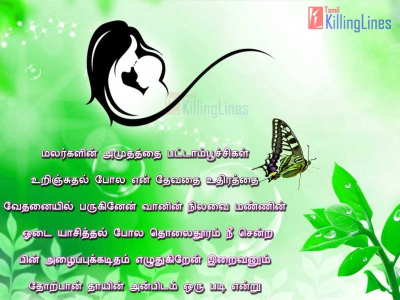 Tamil
KillingLines
KillingLines
மலர்களின் அமுதத்தை பட்டாம்பூச்சிகள்
உறிஞ்சுதல் போல என் தேவதை உதிரத்தை
வேதனையில் பருகினேன் வானின் நிலவை மண்ணின்
ஓடை யாசித்தல் போல தொலைதூரம் நீ சென்ற
பின் அழைப்புக்கடிதம் எழுதுகிறேன் இறைவனும்
தோற்பான் தாயின் அன்பிடம் ஒரு படி என்று